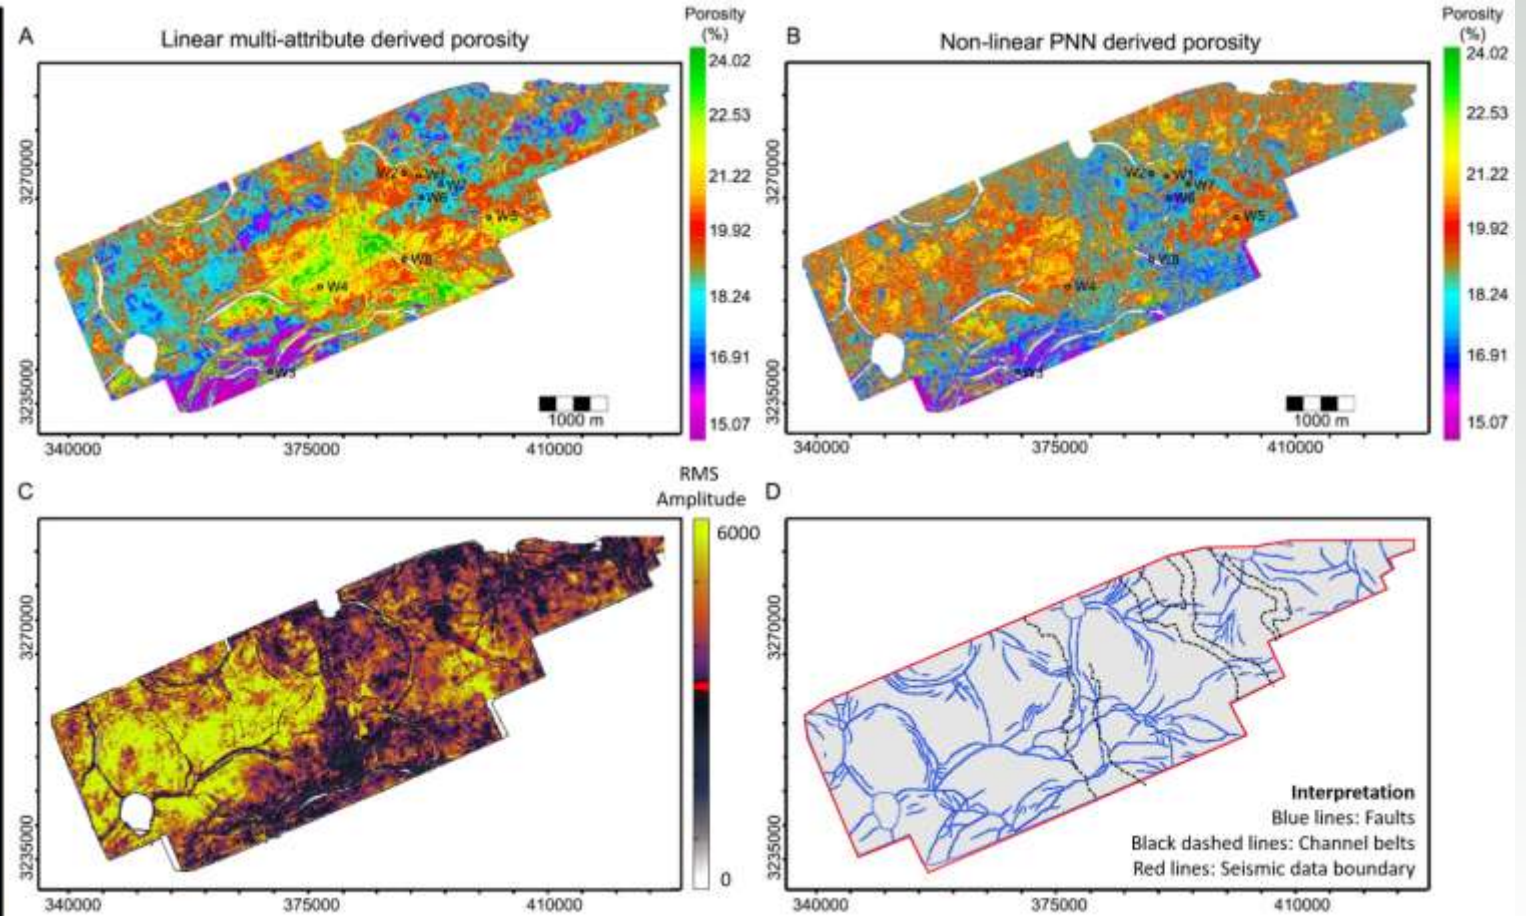 A
Linear multi-attribute derived porosity
Porosity
(%)
24.02
22.53
21.22
19.92
18.24
16.91
15.07
3270000
3235000
W2
W1
W7
W6
W5
W8
W4
W3
1000 m
340000
375000
410000
B
Non-linear PNN derived porosity
Porosity
(%)
24.02
22.53
21.22
19.92
18.24
16.91
15.07
3270000
3235000
W2
W1
W7
W6
W5
W8
W4
W3
1000 m
340000
375000
410000
C
RMS
Amplitude
6000
0
3270000
3235000
340000
375000
410000
D
3270000
3235000
Interpretation
Blue lines: Faults
Black dashed lines: Channel belts
Red lines: Seismic data boundary
340000
375000
410000